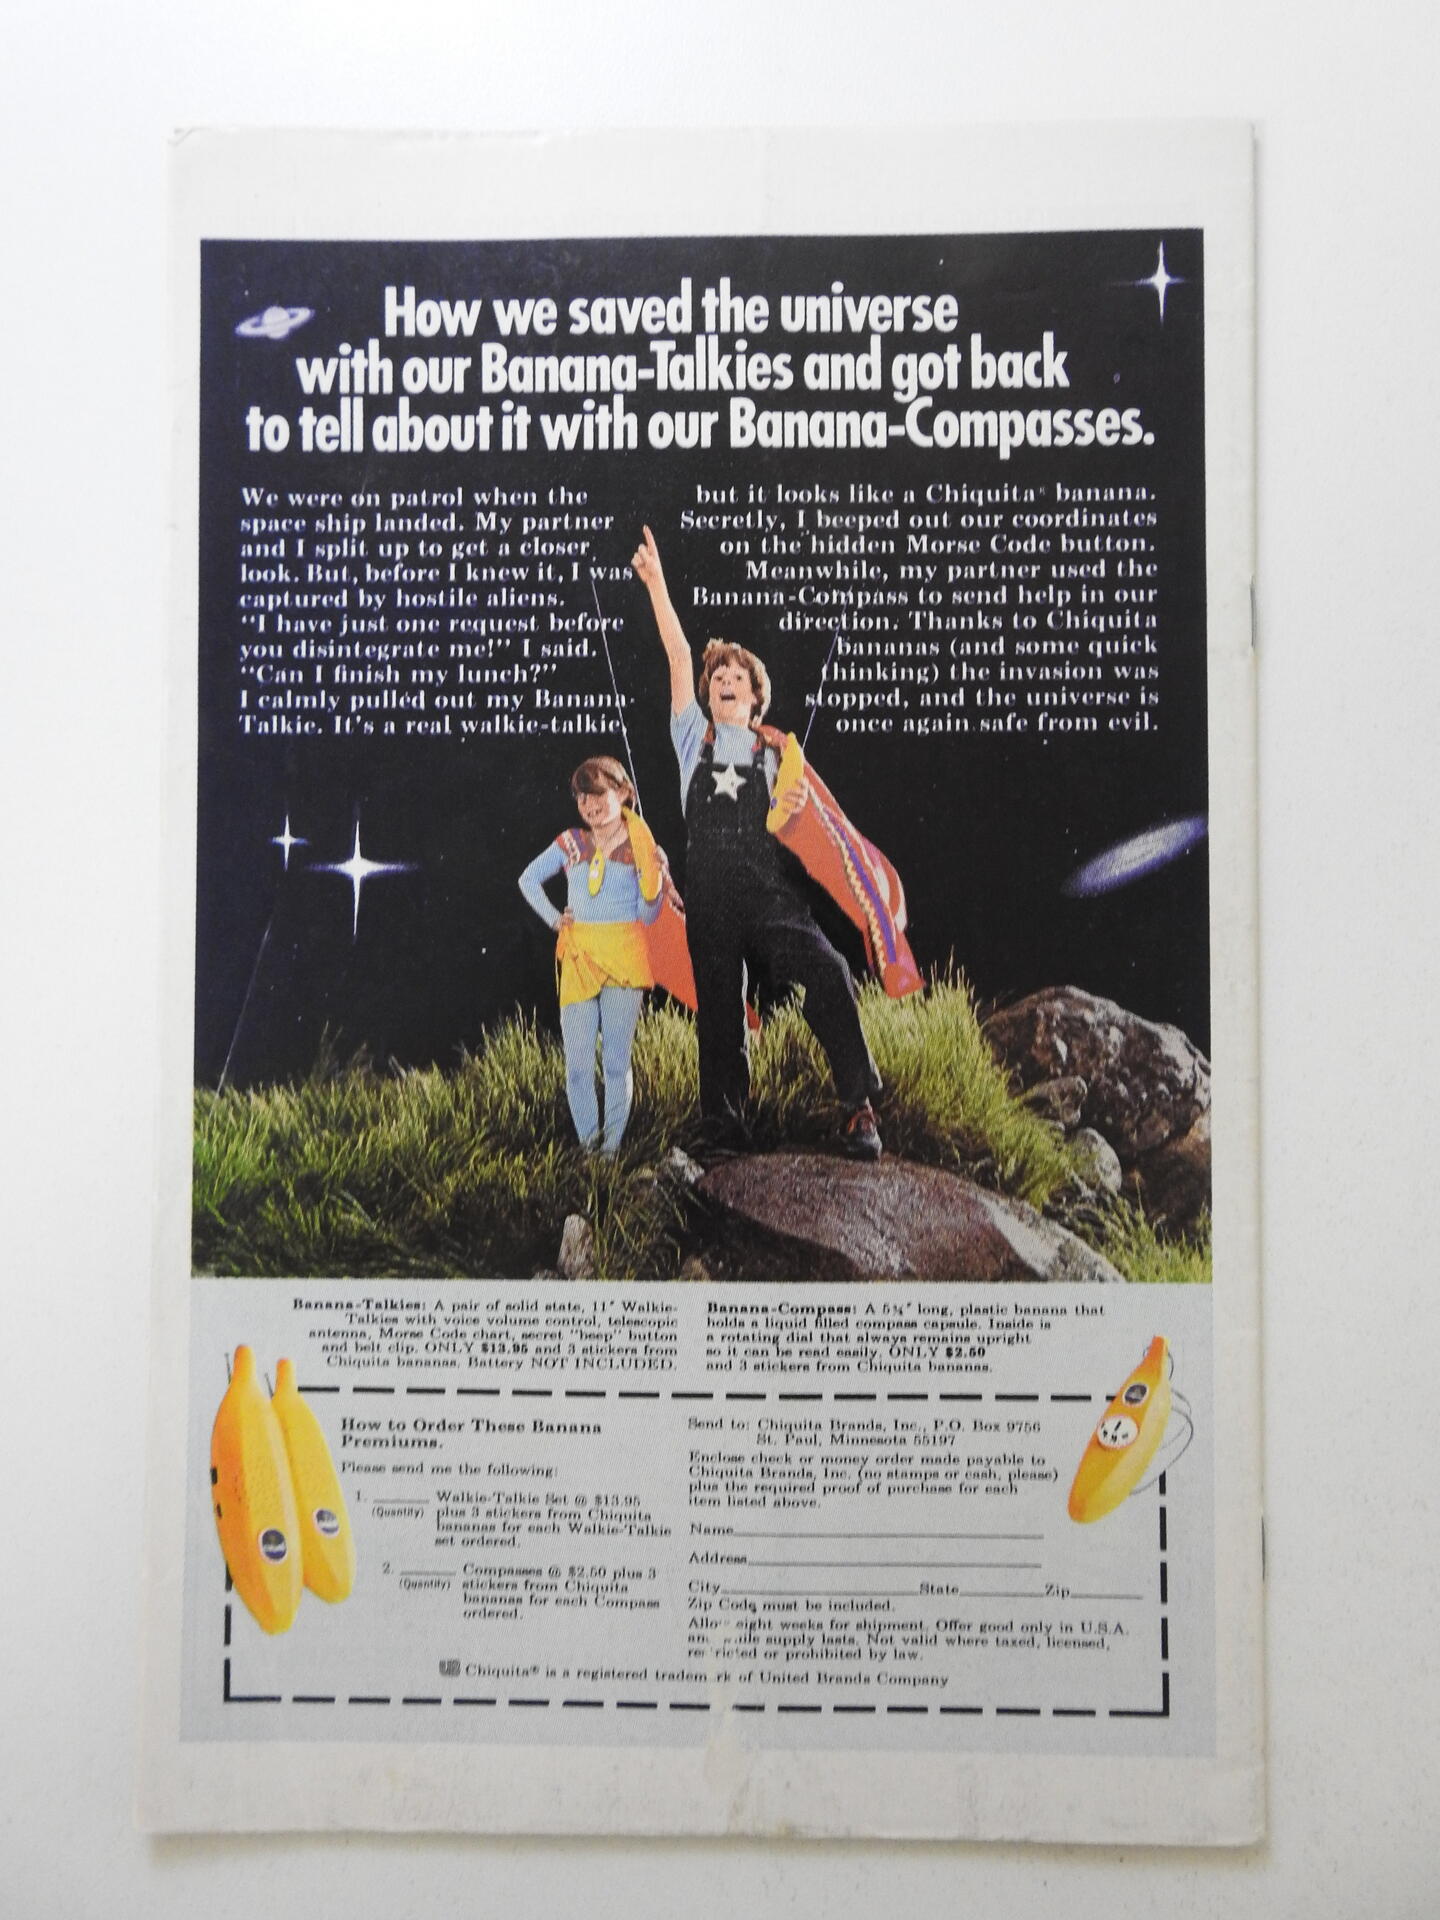 How we saved the universe
with our Banana-Talkies and got back
to tell about it with our Banana-Compasses.
We were on patrol when the
space ship landed. My partner
and I split up to get a closer
look. But, before I knew it, I was
captured by hostile aliens.
“I have just one request before
you disintegrate me!” I said.
“Can I finish my lunch?”
I calmly pulled out my Banana-
Talkie. It's a real walkie-talkie
but it looks like a Chiquita® banana.
Secretly, I beeped out our coordinates
on the hidden Morse Code button.
Meanwhile, my partner used the
Banana-Compass to send help in our
direction. Thanks to Chiquita
bananas (and some quick
thinking) the invasion was
stopped, and the universe is
once again safe from evil.
Banana-Talkies: A pair of solid state, 11" Walkie-
Talkies with voice volume control, telescopic
antenna, Morse Code chart, secret "beep" button
and belt clip. ONLY $13.95 and 3 stickers from
Chiquita bananas. Battery NOT INCLUDED.
Banana-Compass: A 5¾" long, plastic banana that
holds a liquid filled compass capsule. Inside is
a rotating dial that always remains upright
so it can be read easily. ONLY $2.50
and 3 stickers from Chiquita bananas.
How to Order These Banana
Premiums.
Please send me the following:
1. ______ Walkie-Talkie Set @ $13.95
(Quantity) plus 3 stickers from Chiquita
bananas for each Walkie-Talkie
set ordered.
2. ______ Compasses @ $2.50 plus 3
(Quantity) stickers from Chiquita
bananas for each Compass
ordered.
Send to: Chiquita Brands, Inc., P.O. Box 9756
St. Paul, Minnesota 55197
Enclose check or money order made payable to
Chiquita Brands, Inc. (no stamps or cash, please)
plus the required proof of purchase for each
item listed above.
Name
Address
City State Zip
Zip Code must be included.
eight weeks for shipment. Offer good only in U.S.A.
supply lasts. Not valid where taxed, licensed,
or prohibited by law.
Chiquita® is a registered of United Brands Company